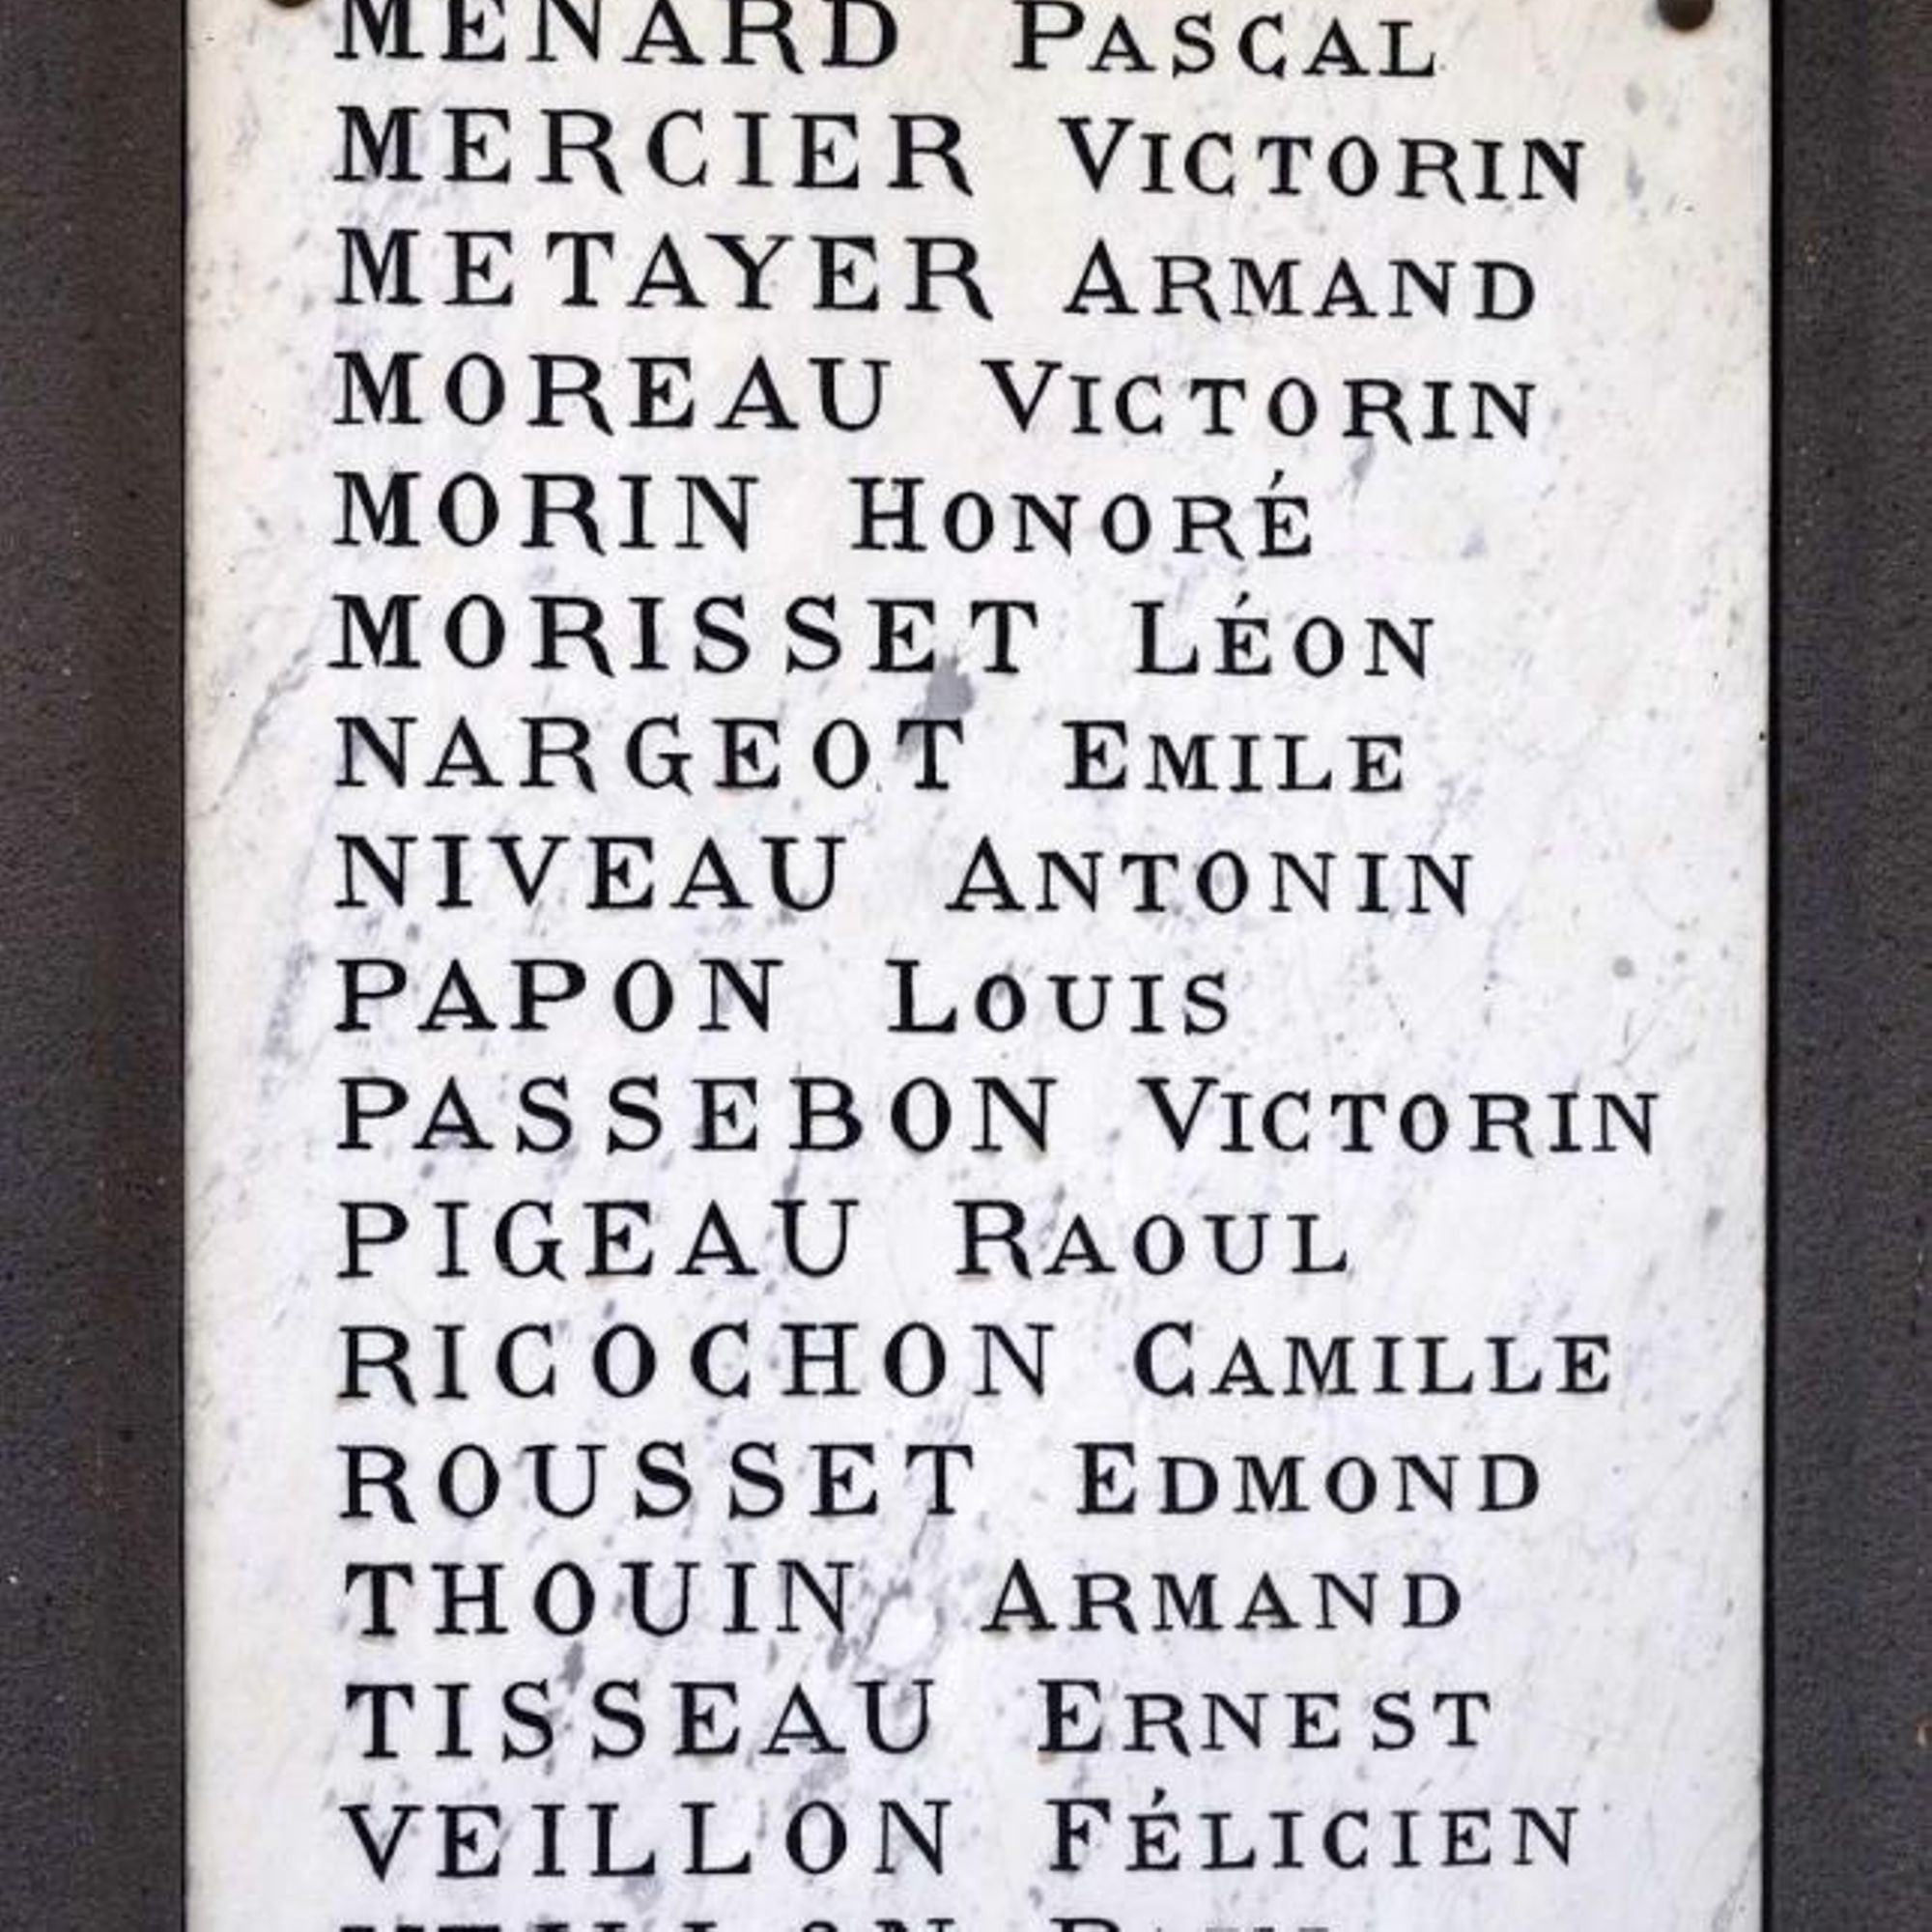 MENARD PASCAL
MERCIER VICTORIN
METAYER ARMAND
MOREAU VICTORIN
MORIN HONORÉ
MORISSET LÉON
NARGEOT EMILE
NIVEAU ANTONIN
PAPON LOUIS
PASSEBON VICTORIN
PIGEAU RAOUL
RICOCHON CAMILLE
ROUSSET EDMOND
THOUIN ARMAND
TISSEAU ERNEST
VEILLON FÉLICIEN
VEILLON